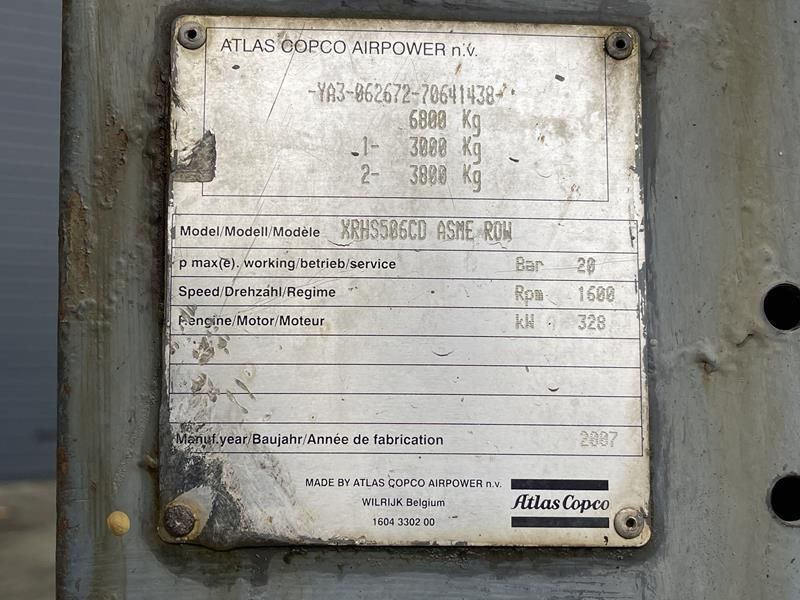 ATLAS COPCO AIRPOWER n.v.
-YA3-062672-70641438-
6800 Kg
1- 3000 Kg
2- 3800 Kg
Model/Modell/Modèle XRHS506CD ASME ROW
p max(e). working/betrieb/service Bar 20
Speed/Drehzahl/Regime Rpm 1600
P.engine/Motor/Moteur kW 328
Manuf.year/Baujahr/Année de fabrication 2007
MADE BY ATLAS COPCO AIRPOWER n.v.
WILRIJK Belgium
1604 3302 00
Atlas Copco